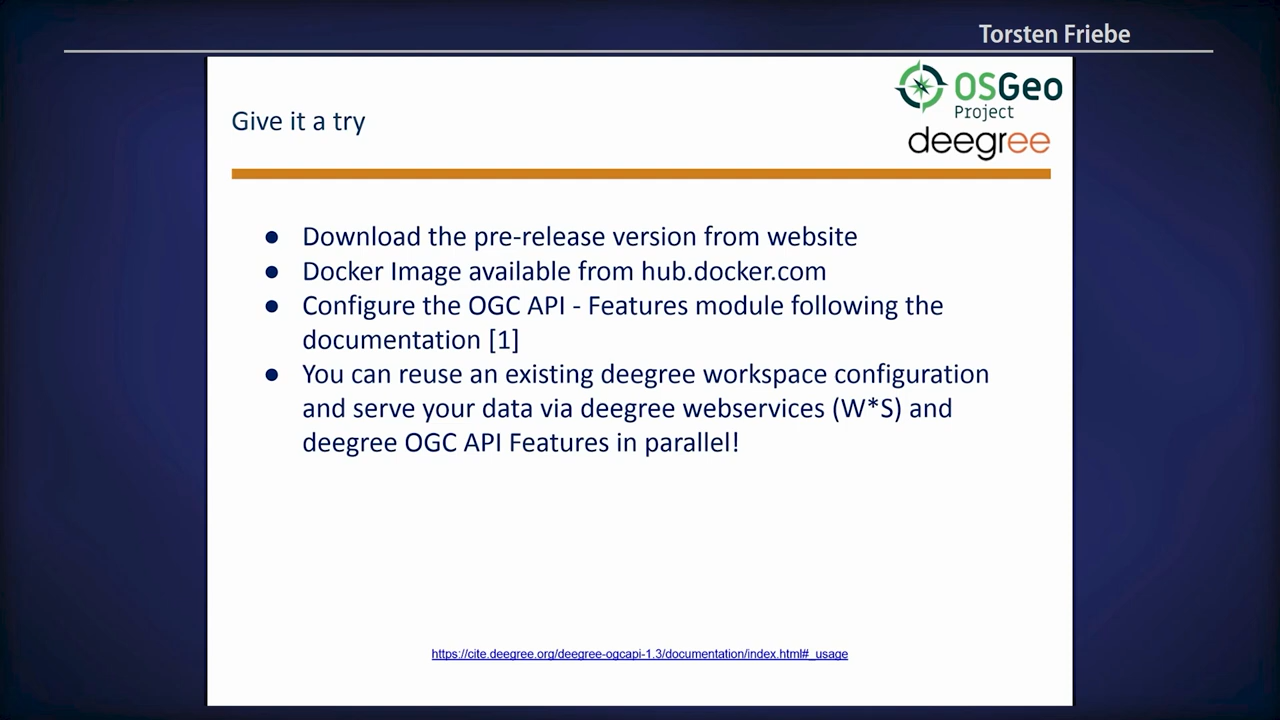 Torsten Friebe
OSGeo
Project
deegree
Give it a try
● Download the pre-release version from website
● Docker Image available from hub.docker.com
● Configure the OGC API - Features module following the
documentation [1]
● You can reuse an existing deegree workspace configuration
and serve your data via deegree webservices (W*S) and
deegree OGC API Features in parallel!
https://cite.deegree.org/deegree-ogcapi-1.3/documentation/index.html#_usage